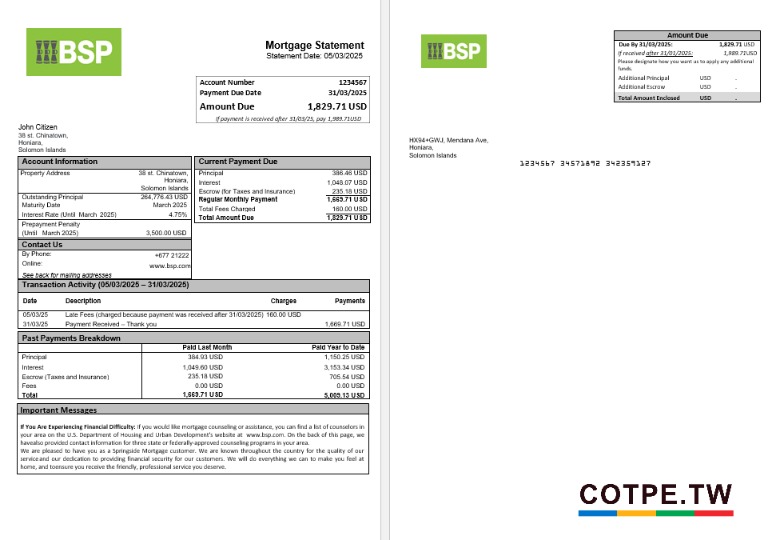 BSP
Mortgage Statement
Statement Date: 05/03/2025
Account Number 1234567
Payment Due Date 31/03/2025
Amount Due 1,829.71 USD
If payment is received after 31/03/25, pay 1,989.71USD
John Citizen
38 st. Chinatown,
Honiara,
Solomon Islands
Account Information
Property Address 38 st. Chinatown,
Honiara,
Solomon Islands
Outstanding Principal 264,776.43 USD
Maturity Date March 2025
Interest Rate (Until March 2025) 4.75%
Prepayment Penalty
(Until March 2025) 3,500.00 USD
Contact Us
By Phone: +677 21222
Online: www.bsp.com
See back for mailing addresses
Current Payment Due
Principal 386.46 USD
Interest 1,048.07 USD
Escrow (for Taxes and Insurance) 235.18 USD
Regular Monthly Payment 1,669.71 USD
Total Fees Charged 160.00 USD
Total Amount Due 1,829.71 USD
Transaction Activity (05/03/2025 – 31/03/2025)
Date Description Charges Payments
05/03/25 Late Fees (charged because payment was received after 31/03/2025) 160.00 USD
31/03/25 Payment Received – Thank you 1,669.71 USD
Past Payments Breakdown
Paid Last Month Paid Year to Date
Principal 384.93 USD 1,150.25 USD
Interest 1,049.60 USD 3,153.34 USD
Escrow (Taxes and Insurance) 235.18 USD 705.54 USD
Fees 0.00 USD 0.00 USD
Total 1,669.71 USD 5,009.13 USD
Important Messages
If You Are Experiencing Financial Difficulty: if you would like mortgage counseling or assistance, you can find a list of counselors in
your area on the U.S. Department of Housing and Urban Development's website at www.bsp.com. On the back of this page, we
havealso provided contact information for three state or federally-approved counseling programs in your area.
We are pleased to have you as a Springside Mortgage customer. We are known throughout the country for the quality of our
serviceand our dedication to providing financial security for our customers. We will do everything we can to make you feel at
home, and toensure you receive the friendly, professional service you deserve.
BSP
Amount Due
Due By 31/03/2025: 1,829.71 USD
If received after 31/01/2025: 1,989.71USD
Please designate how you want us to apply any additional
funds.
Additional Principal USD -
Additional Escrow USD -
Total Amount Enclosed USD -
HX94+GWJ, Mendana Ave,
Honiara,
Solomon Islands
1234567 34571892 342359127
COTPE.TW